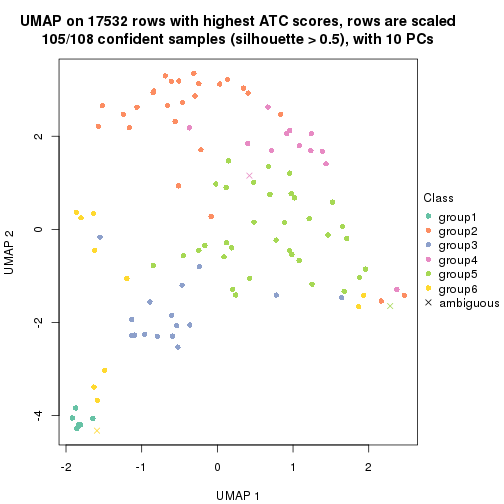 UMAP on 17532 rows with highest ATC scores, rows are scaled
105/108 confident samples (silhouette > 0.5), with 10 PCs
UMAP 2
2
0
-2
-4
-2
-1
0
1
2
UMAP 1
Class
group1
group2
group3
group4
group5
group6
ambiguous